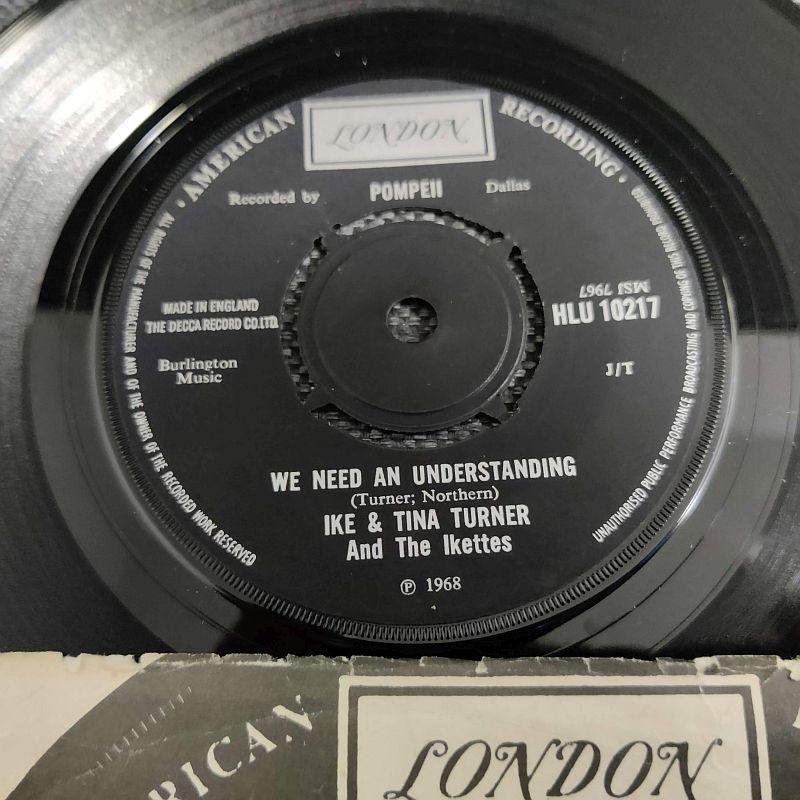 · AMERICAN LONDON RECORDING ·
Recorded by POMPEII Dallas
MADE IN ENGLAND
THE DECCA RECORD CO. LTD.
Burlington
Music
MSI 7967
HLU 10217
1/T
WE NEED AN UNDERSTANDING
(Turner; Northern)
IKE & TINA TURNER
And The Ikettes
℗ 1968
ALL RIGHTS OF THE MANUFACTURER AND OF THE OWNER OF THE RECORDED WORK RESERVED
UNAUTHORISED PUBLIC PERFORMANCE BROADCASTING AND COPYING OF THIS RECORD PROHIBITED
RICAN
LONDON